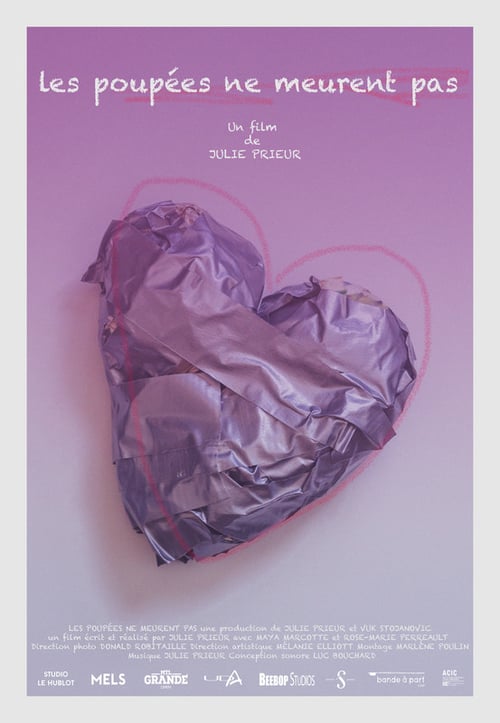 les poupées ne meurent pas
Un film
de
JULIE PRIEUR
LES POUPÉES NE MEURENT PAS une production de JULIE PRIEUR et VUK STOJANOVIC
un film écrit et réalisé par JULIE PRIEUR avec MAYA MARCOTTE et ROSE-MARIE PERREAULT
Direction photo DONALD ROBITAILLE Direction artistique MÉLANIE ELLIOTT Montage MARLÈNE POULIN
Musique JULIE PRIEUR Conception sonore LUC BOUCHARD
STUDIO
LE HUBLOT
MELS
GRANDÉ
BEEBOP STUDIOS
S
bande à part
ACIC